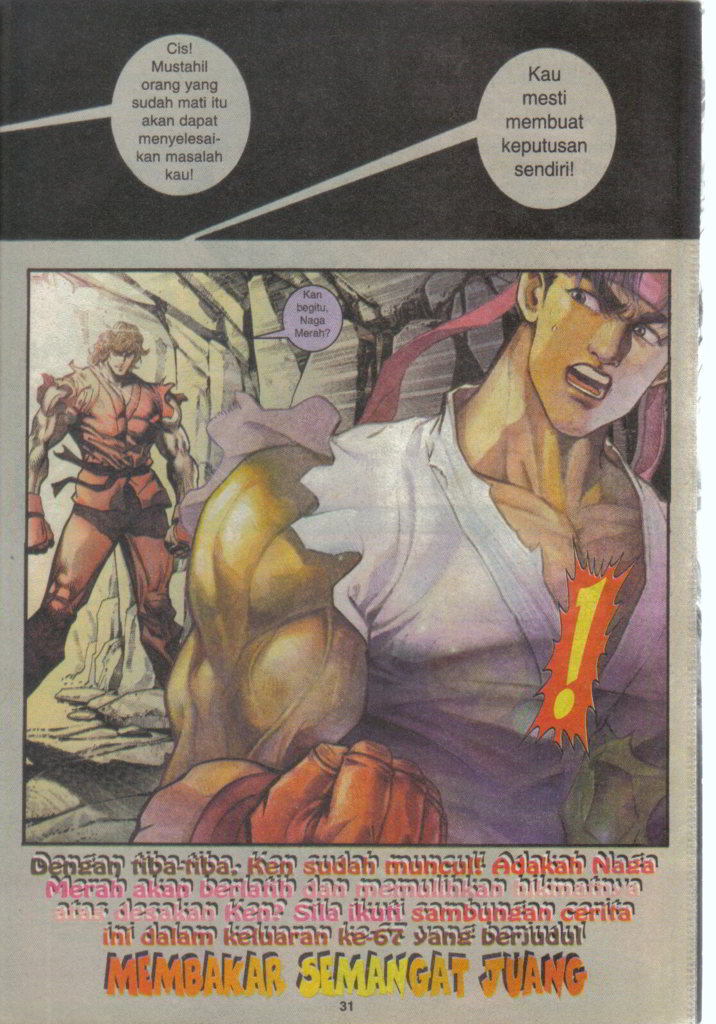 Cis!
Mustahil
orang yang
sudah mati itu
akan dapat
menyelesai-
kan masalah
kau!
Kau
mesti
membuat
keputusan
sendiri!
Kan
begitu,
Naga
Merah?
!
Dengan tiba-tiba, Ken sudah muncul! Adakah Naga
Merah akan berlatih dan memulihkan hikmatnya
atas desakan Ken? Sila ikuti sambungan cerita
ini dalam keluaran ke-67 yang berjudul
MEMBAKAR SEMANGAT JUANG
31